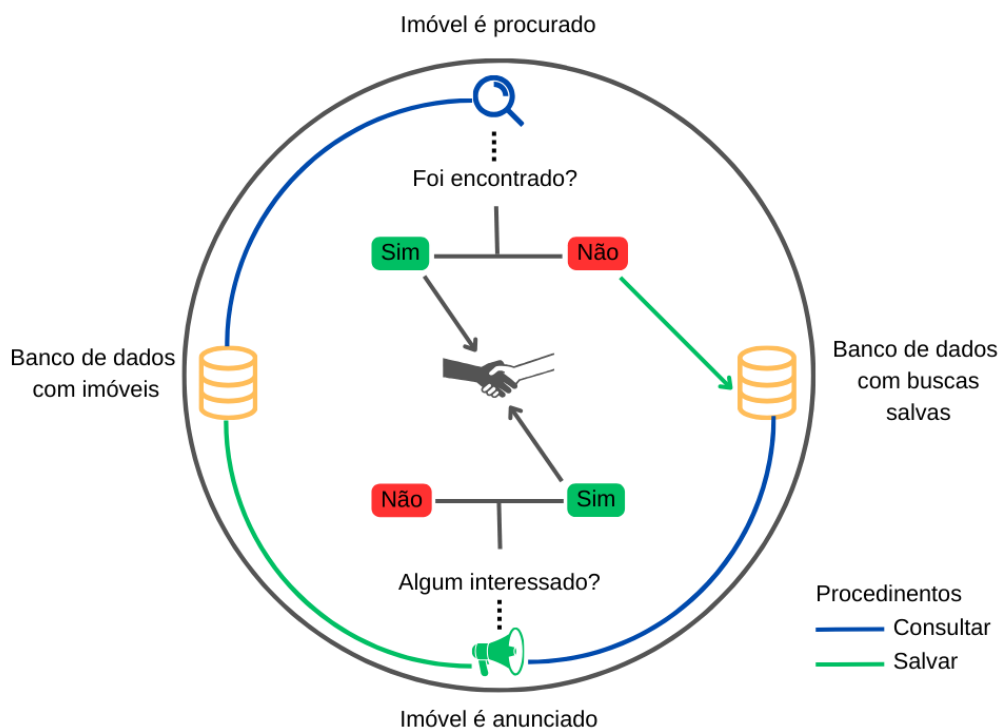 Imóvel é procurado
Foi encontrado?
Sim
Não
Banco de dados
com imóveis
Banco de dados
com buscas
salvas
Não
Sim
Algum interessado?
Procedinentos
Consultar
Salvar
Imóvel é anunciado